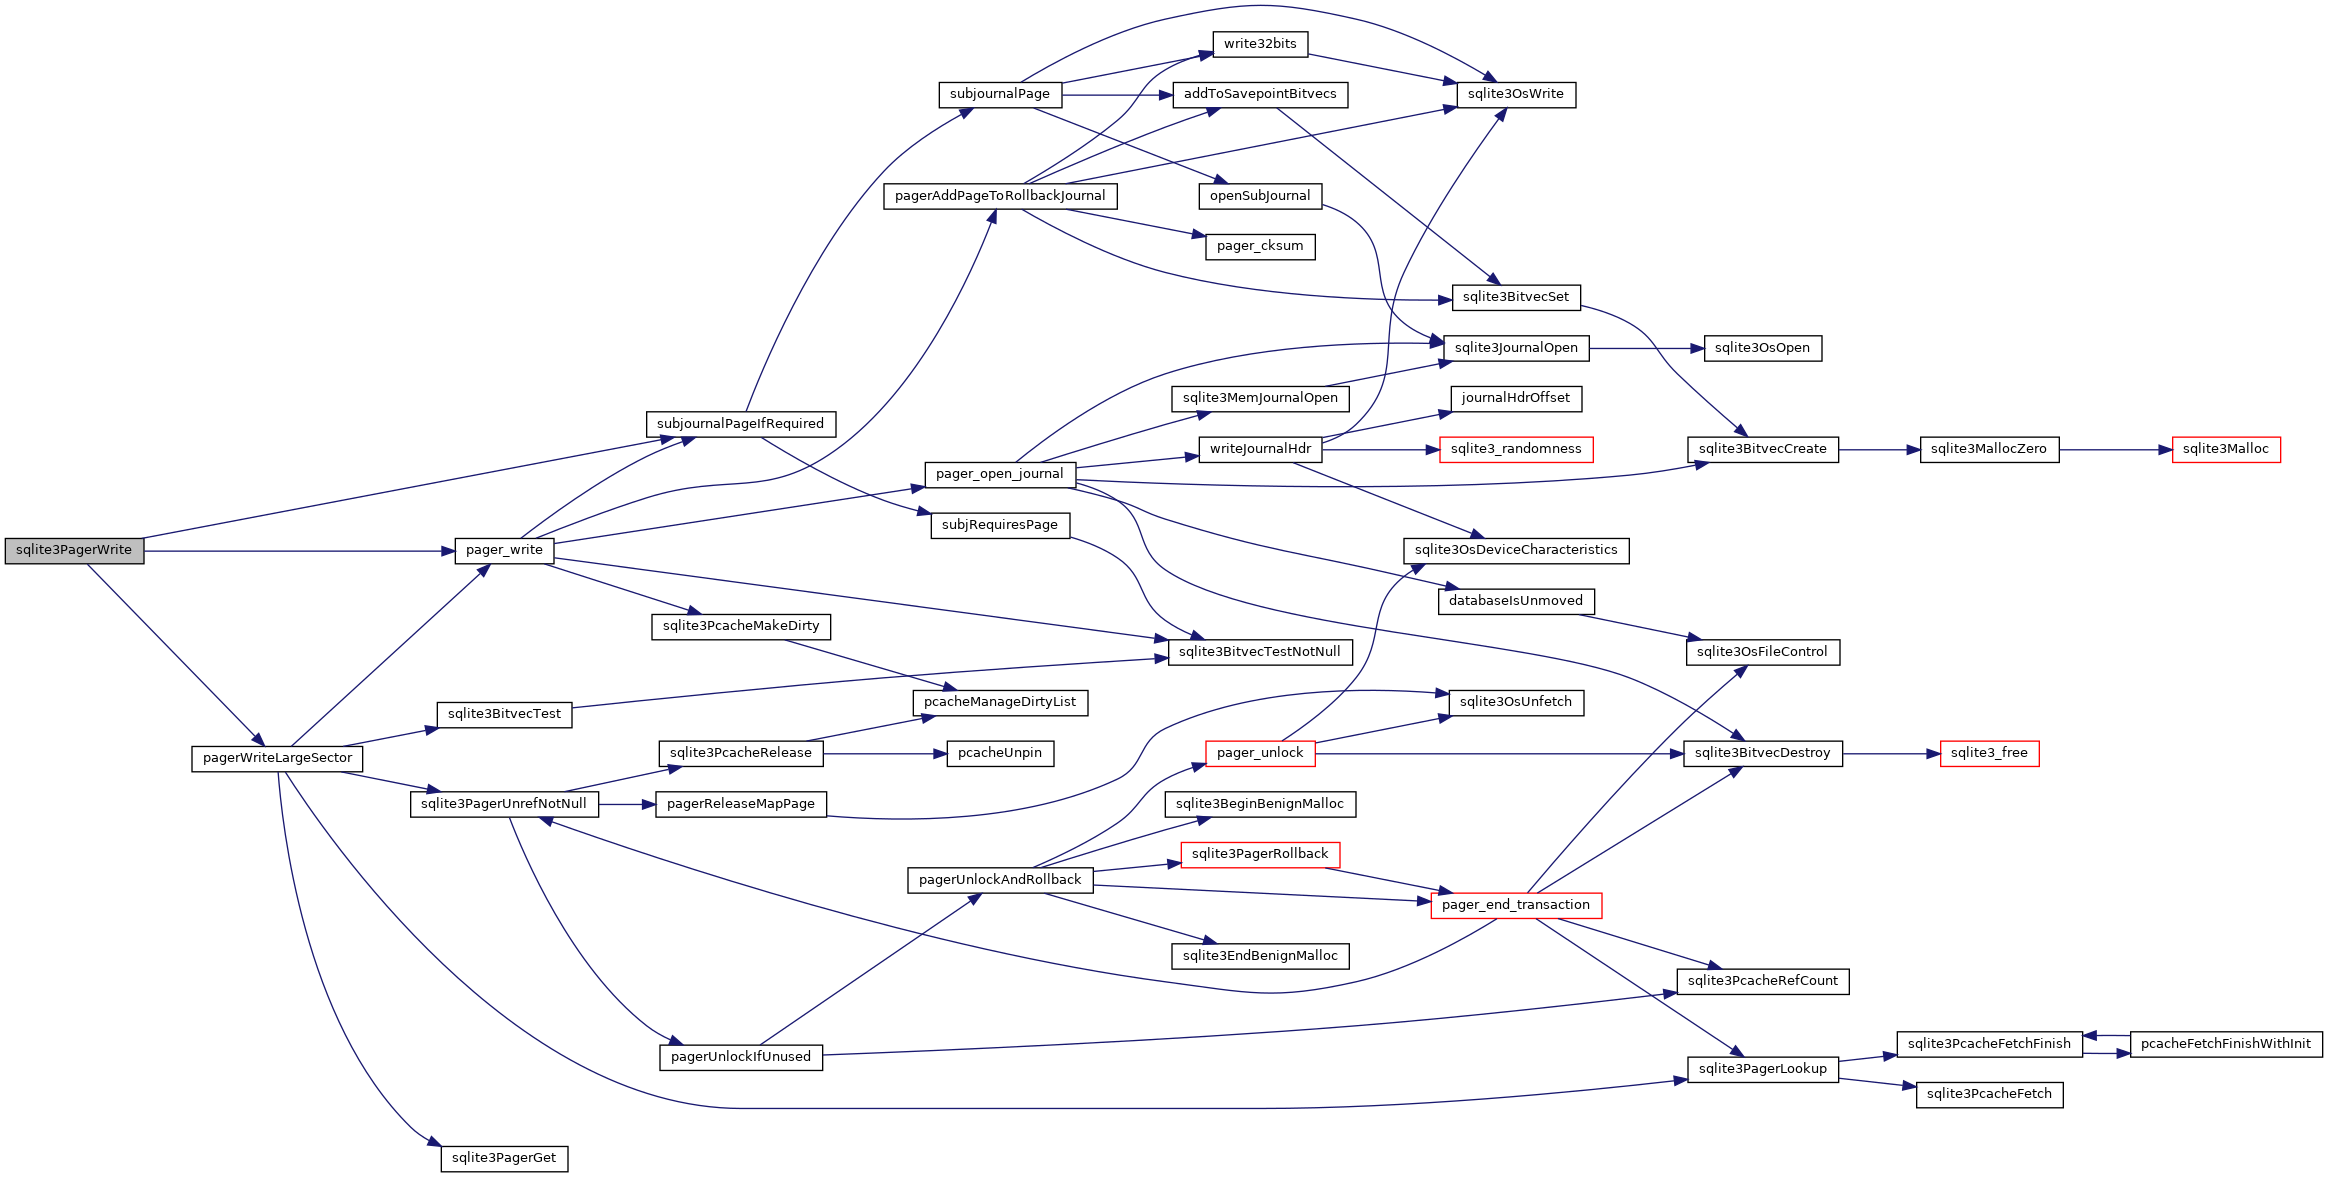 sqlite3PagerWrite
pagerWriteLargeSector
pager_write
sqlite3BitvecTest
sqlite3PagerUnrefNotNull
sqlite3PagerGet
subjournalPageIfRequired
sqlite3PcacheMakeDirty
sqlite3PcacheRelease
pagerReleaseMapPage
pagerUnlockIfUnused
subjournalPage
pagerAddPageToRollbackJournal
pager_open_journal
subjRequiresPage
pcacheManageDirtyList
pcacheUnpin
pagerUnlockAndRollback
write32bits
addToSavepointBitvecs
openSubJournal
pager_cksum
sqlite3MemJournalOpen
writeJournalHdr
sqlite3BitvecTestNotNull
pager_unlock
sqlite3BeginBenignMalloc
sqlite3PagerRollback
sqlite3EndBenignMalloc
sqlite3OsWrite
sqlite3BitvecSet
sqlite3JournalOpen
journalHdrOffset
sqlite3_randomness
sqlite3OsDeviceCharacteristics
databaseIsUnmoved
sqlite3OsUnfetch
pager_end_transaction
sqlite3OsOpen
sqlite3BitvecCreate
sqlite3OsFileControl
sqlite3BitvecDestroy
sqlite3PcacheRefCount
sqlite3PagerLookup
sqlite3MallocZero
sqlite3_free
sqlite3PcacheFetchFinish
sqlite3PcacheFetch
sqlite3Malloc
pcacheFetchFinishWithInit